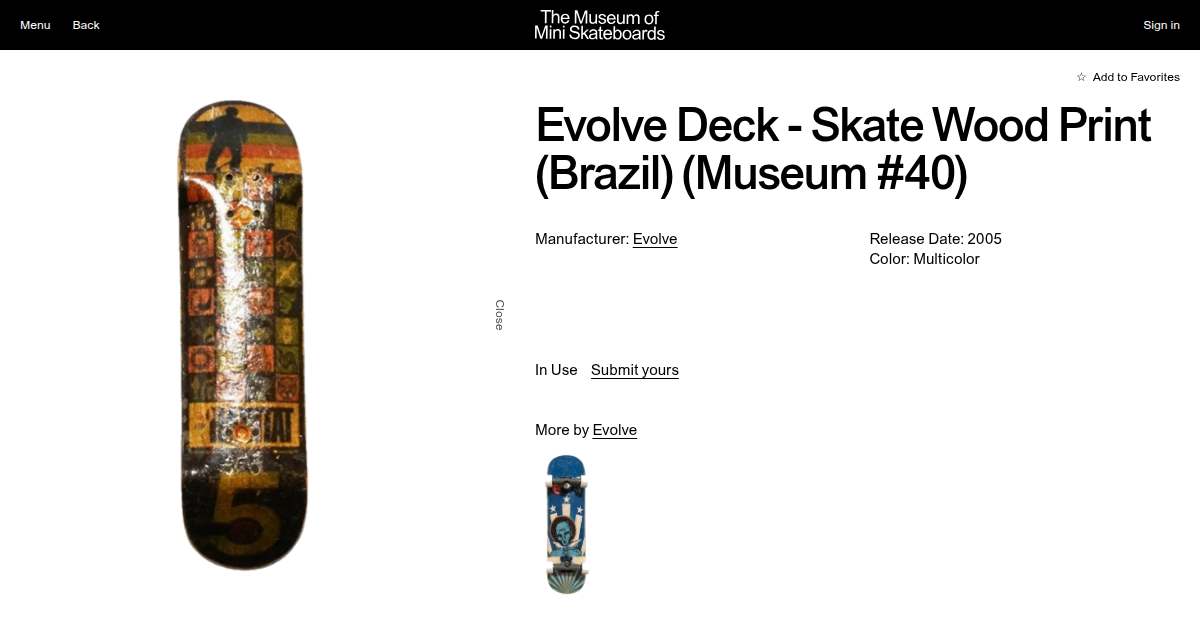 Menu
Back
The Museum of
Mini Skateboards
Sign in
☆ Add to Favorites
Evolve Deck - Skate Wood Print
(Brazil) (Museum #40)
Manufacturer: Evolve
Release Date: 2005
Color: Multicolor
Close
In Use
Submit yours
More by Evolve
5